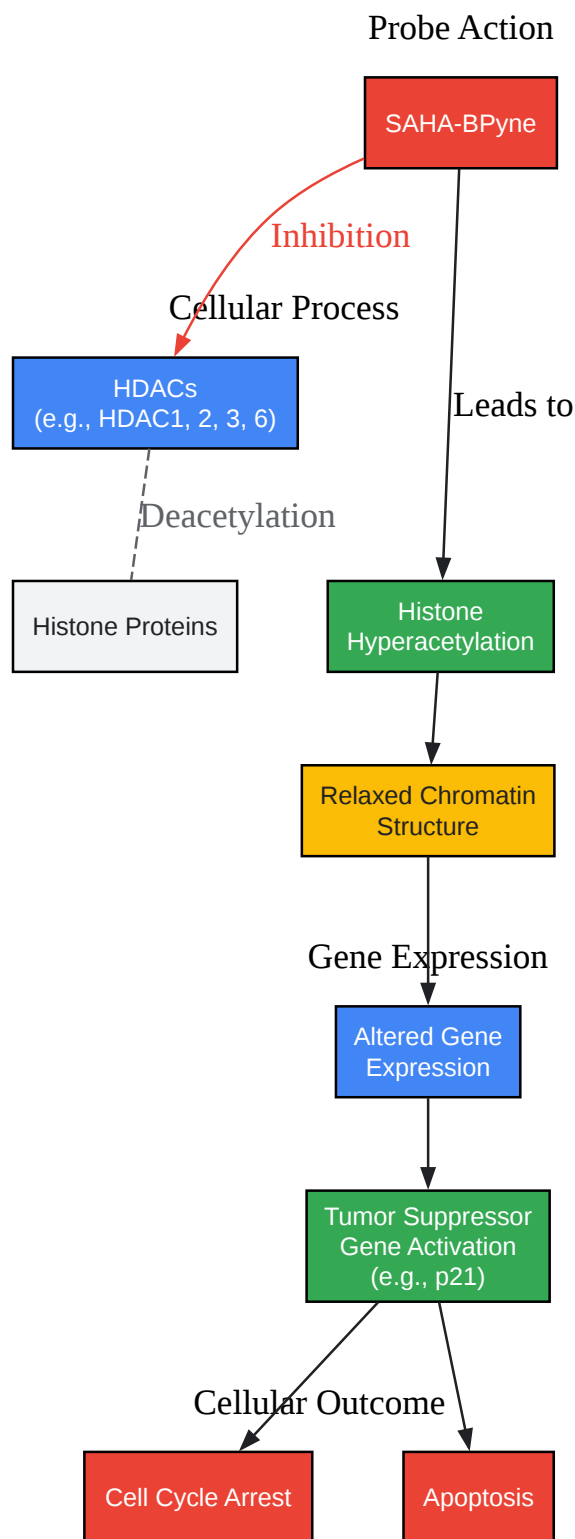 Probe Action
SAHA-BPyne
Inhibition
Cellular Process
HDACs
(e.g., HDAC1, 2, 3, 6)
Leads to
Deacetylation
Histone Proteins
Histone
Hyperacetylation
Relaxed Chromatin
Structure
Gene Expression
Altered Gene
Expression
Tumor Suppressor
Gene Activation
(e.g., p21)
Cellular Outcome
Cell Cycle Arrest
Apoptosis